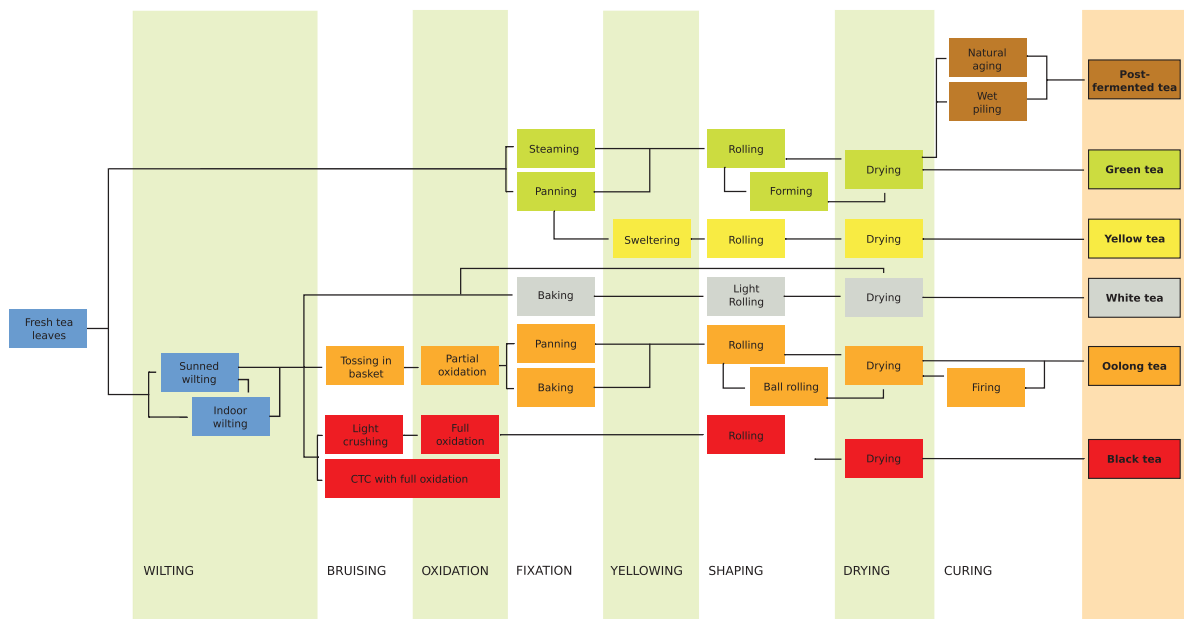 Natural
aging
Post-
fermented tea
Wet
piling
Steaming
Rolling
Panning
Drying
Green tea
Forming
Sweltering
Rolling
Drying
Yellow tea
Baking
Light
Rolling
Drying
White tea
Fresh tea
leaves
Sunned
wilting
Indoor
wilting
Tossing in
basket
Partial
oxidation
Panning
Baking
Rolling
Ball rolling
Drying
Firing
Oolong tea
Light
crushing
Full
oxidation
Rolling
CTC with full oxidation
Drying
Black tea
WILTING
BRUISING
OXIDATION
FIXATION
YELLOWING
SHAPING
DRYING
CURING